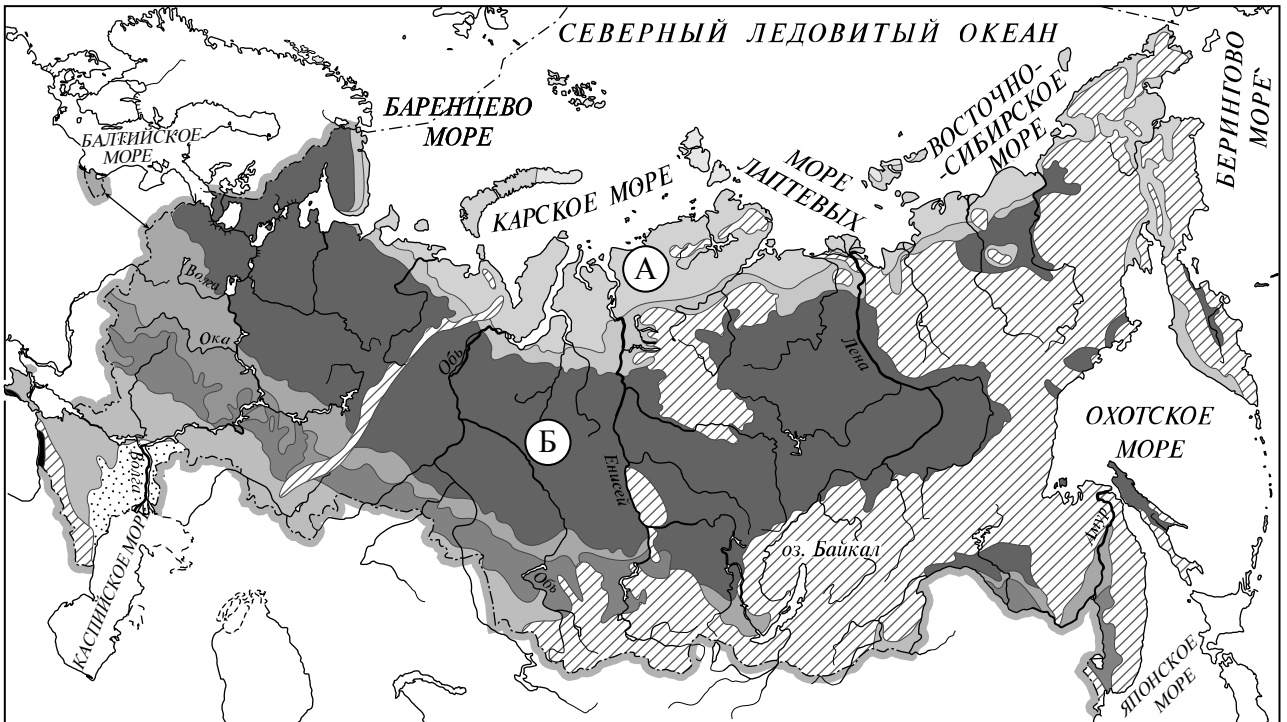 СЕВЕРНЫЙ ЛЕДОВИТЫЙ ОКЕАН
БЕРИНГОВО
МОРЕ
БАРЕНЦЕВО
МОРЕ
БАЛТИЙСКОЕ
МОРЕ
КАРСКОЕ МОРЕ
МОРЕ
ЛАПТЕВЫХ
ВОСТОЧНО-
-СИБИРСКОЕ
МОРЕ
А
Волга
Ока
Обь
Лена
ОХОТСКОЕ
МОРЕ
Б
Волга
Енисей
Обь
оз. Байкал
Амур
КАСПИЙСКОЕ МОРЕ
ЯПОНСКОЕ
МОРЕ